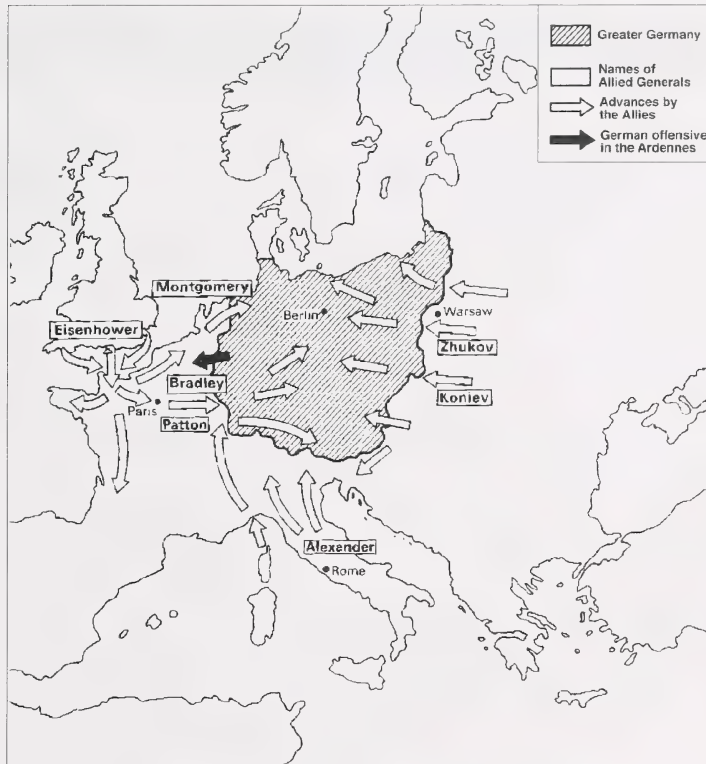 Greater Germany
Names of
Allied Generals
Advances by
the Allies
German offensive
in the Ardennes
Montgomery
Eisenhower
Berlin
Warsaw
Zhukov
Bradley
Koniev
Paris
Patton
Alexander
Rome